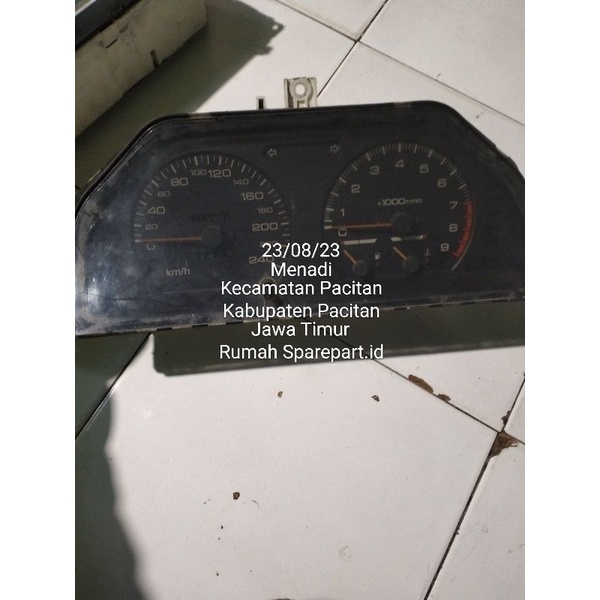 80 100 120 140
60 160
40 180
20 200
0 240
km/h
0 1 2 3 4 5 6 7 8 9
x1000r/min
23/08/23
Menadi
Kecamatan Pacitan
Kabupaten Pacitan
Jawa Timur
Rumah Sparepart.id